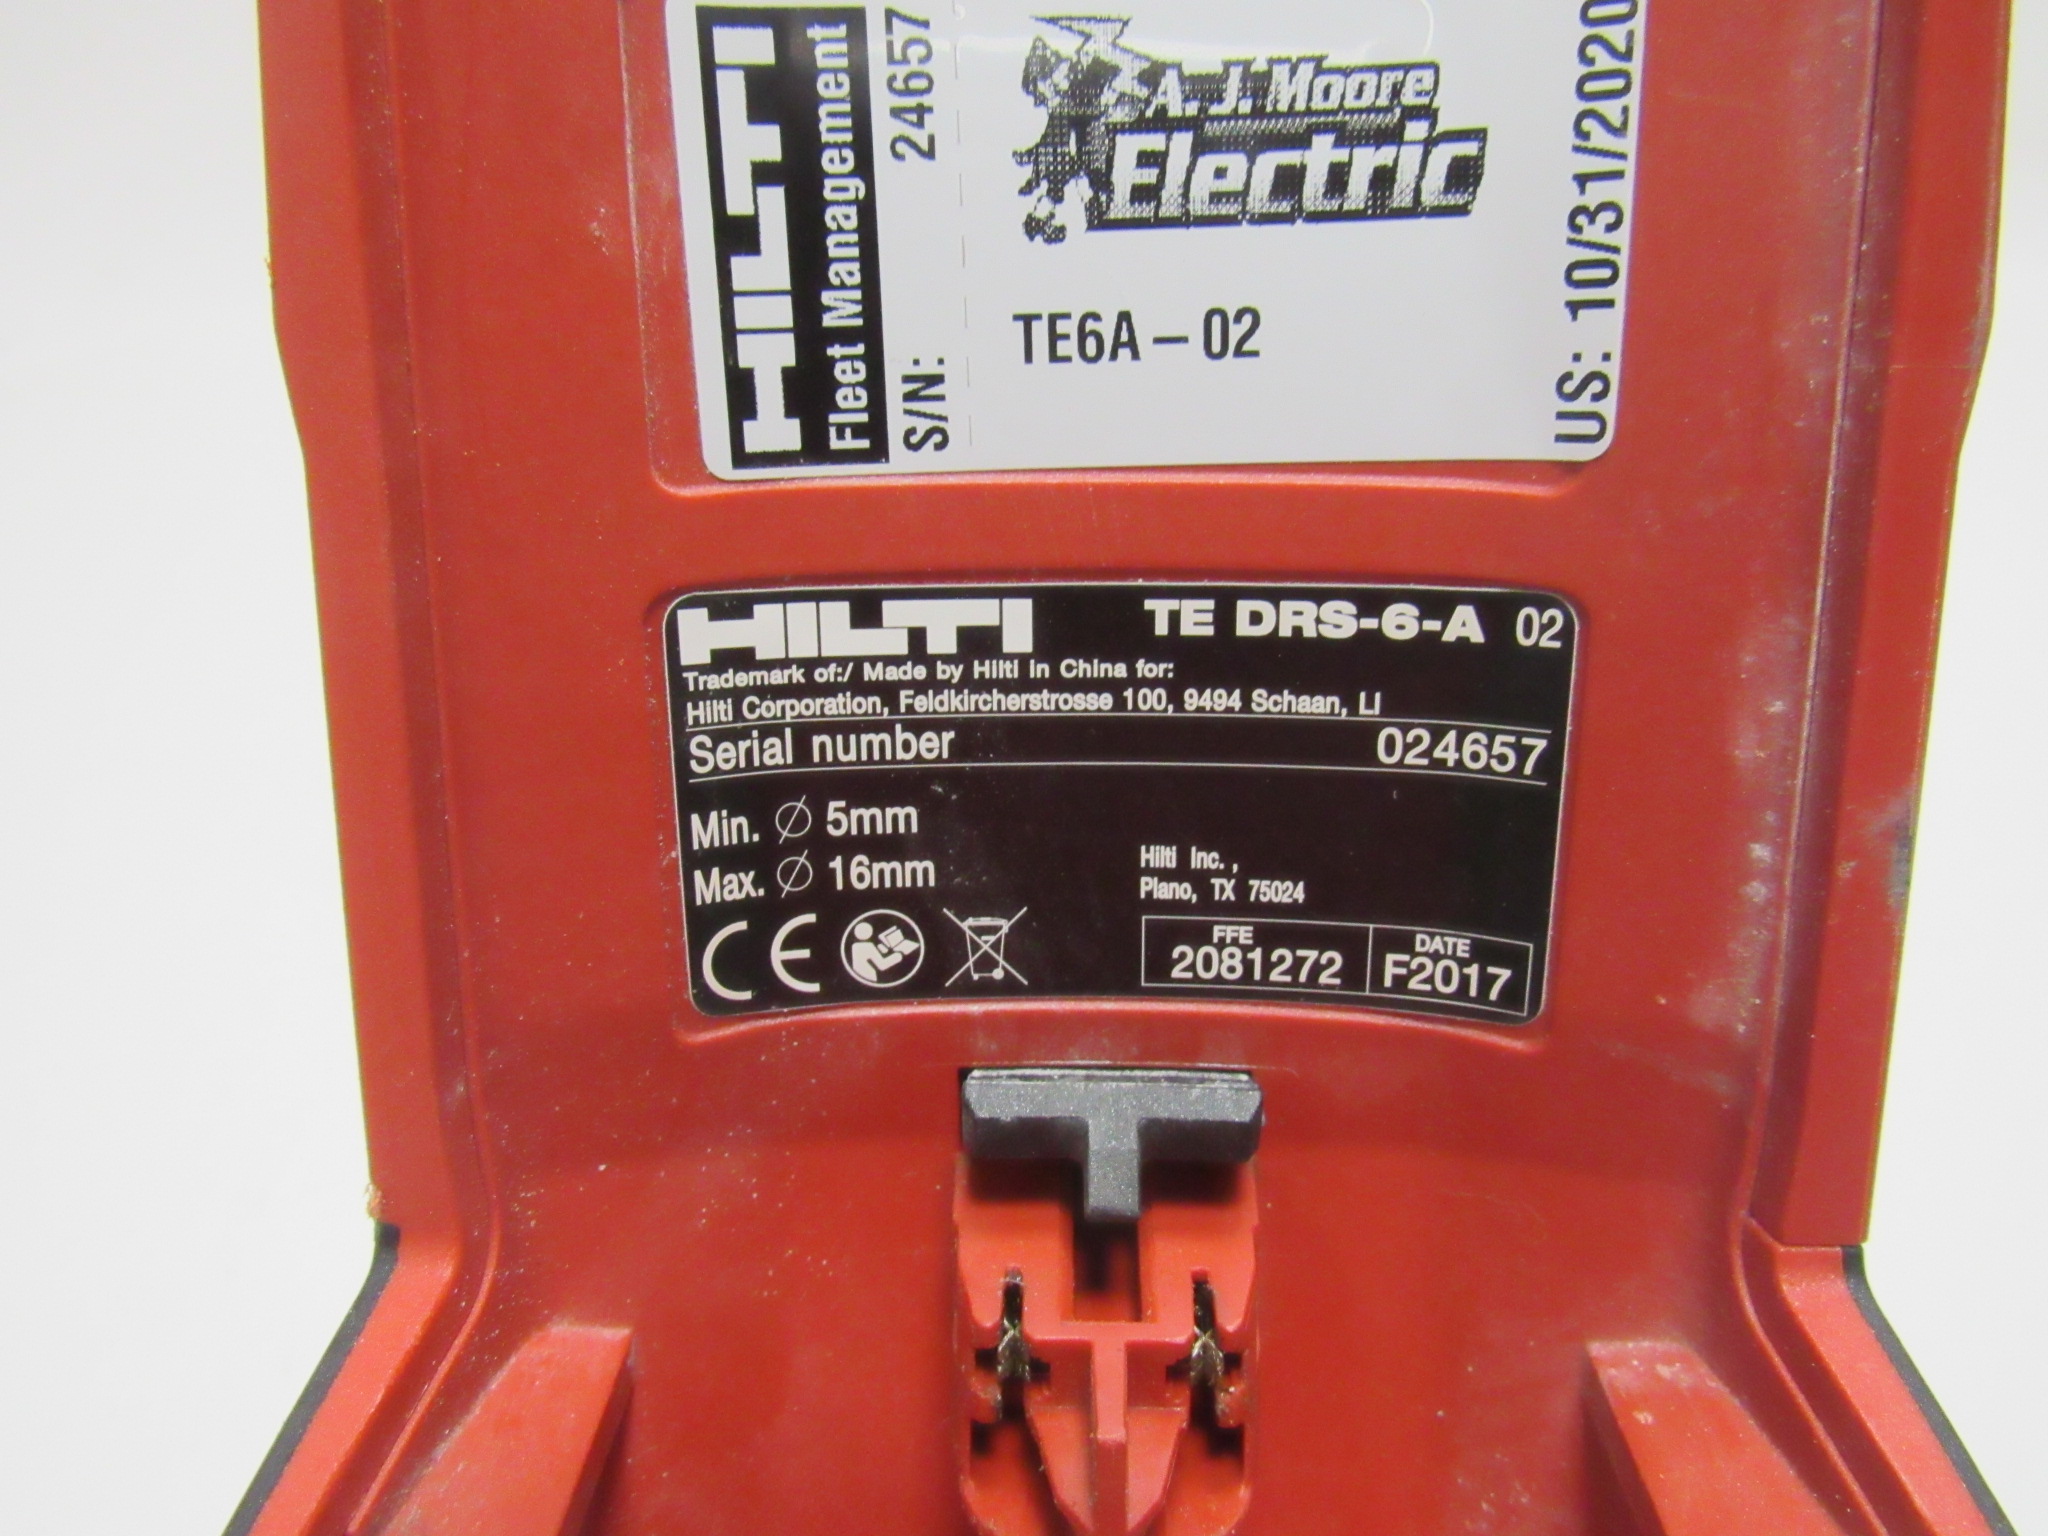 HILTI
Fleet Management
S/N: 24657
A. J. Moore
Electric
TE6A – 02
US: 10/31/2020
HILTI TE DRS-6-A 02
Trademark of:/ Made by Hilti in China for:
Hilti Corporation, Feldkircherstrosse 100, 9494 Schaan, LI
Serial number 024657
Min. Ø 5mm
Max. Ø 16mm
Hilti Inc. ,
Plano, TX 75024
CE
FFE
2081272
DATE
F2017